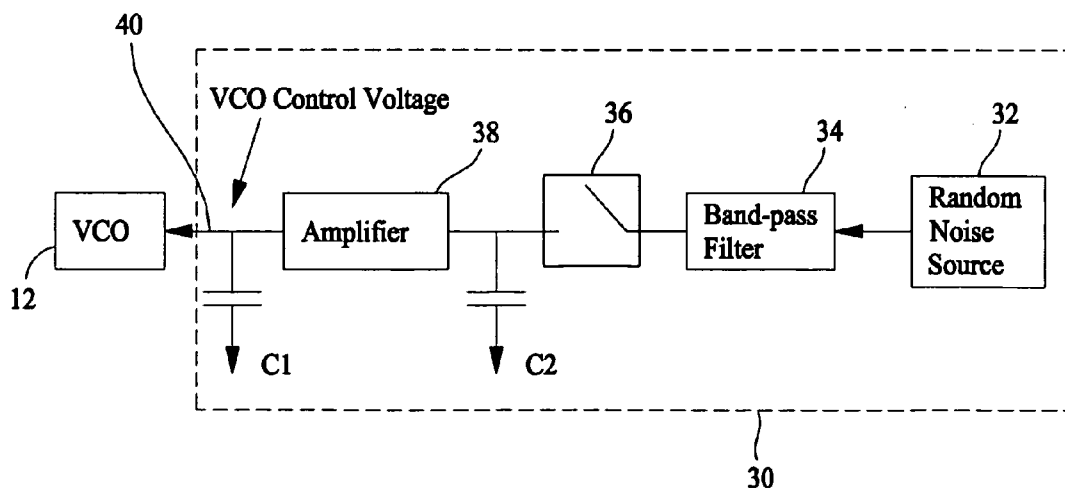 40
VCO Control Voltage
38
36
34
32
VCO
Amplifier
Band-pass
Filter
Random
Noise
Source
12
C1
C2
30